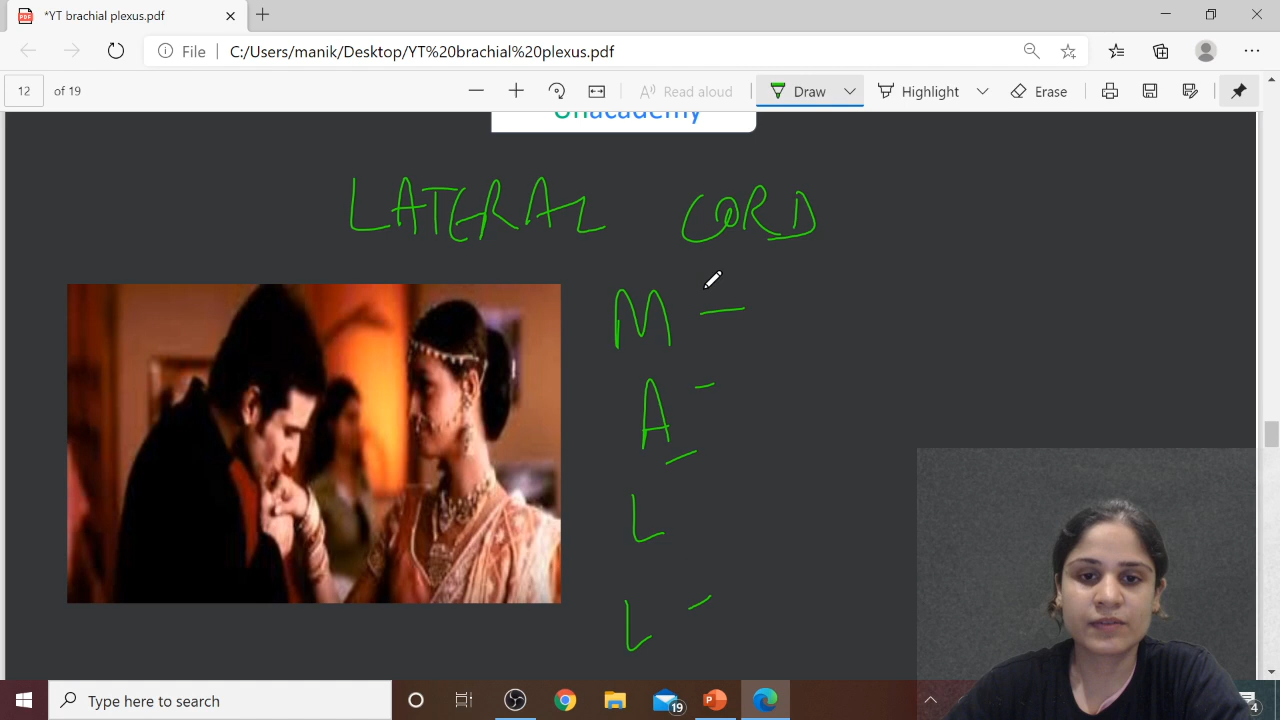 *YT brachial plexus.pdf
File C:/Users/manik/Desktop/YT%20brachial%20plexus.pdf
12 of 19 Read aloud Draw Highlight Erase
Unacademy
LATERAL CORD
M -
A -
L
L -
Type here to search 19 4